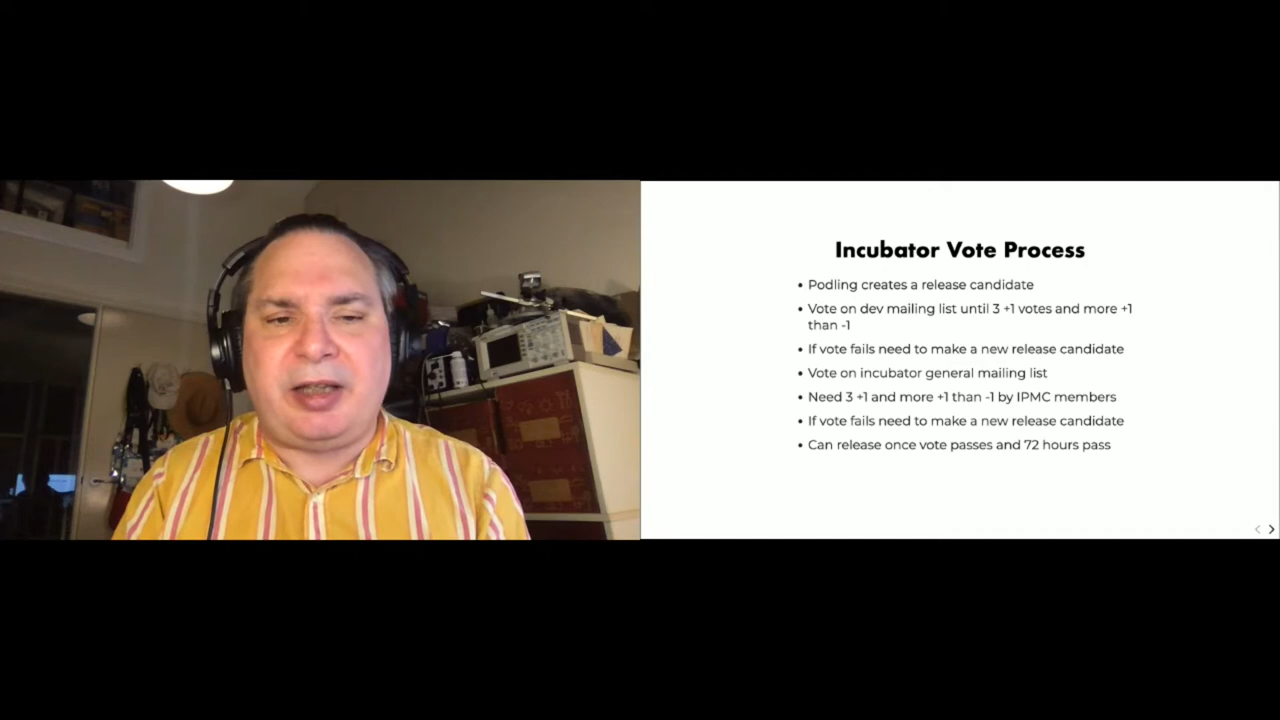 Incubator Vote Process
• Podling creates a release candidate
• Vote on dev mailing list until 3 +1 votes and more +1
than -1
• If vote fails need to make a new release candidate
• Vote on incubator general mailing list
• Need 3 +1 and more +1 than -1 by IPMC members
• If vote fails need to make a new release candidate
• Can release once vote passes and 72 hours pass